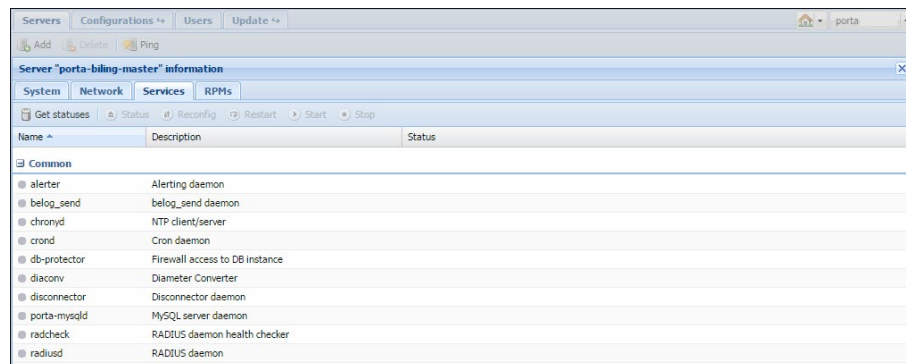 Servers Configurations Users Update porta
Add Delete Ping
Server "porta-biling-master" information
System Network Services RPMs
Get statuses Status Reconfig Restart Start Stop
Name Description Status
Common
alerter Alerting daemon
belog_send belog_send daemon
chronyd NTP client/server
crond Cron daemon
db-protector Firewall access to DB instance
diaconv Diameter Converter
disconnector Disconnector daemon
porta-mysqld MySQL server daemon
radcheck RADIUS daemon health checker
radiusd RADIUS daemon